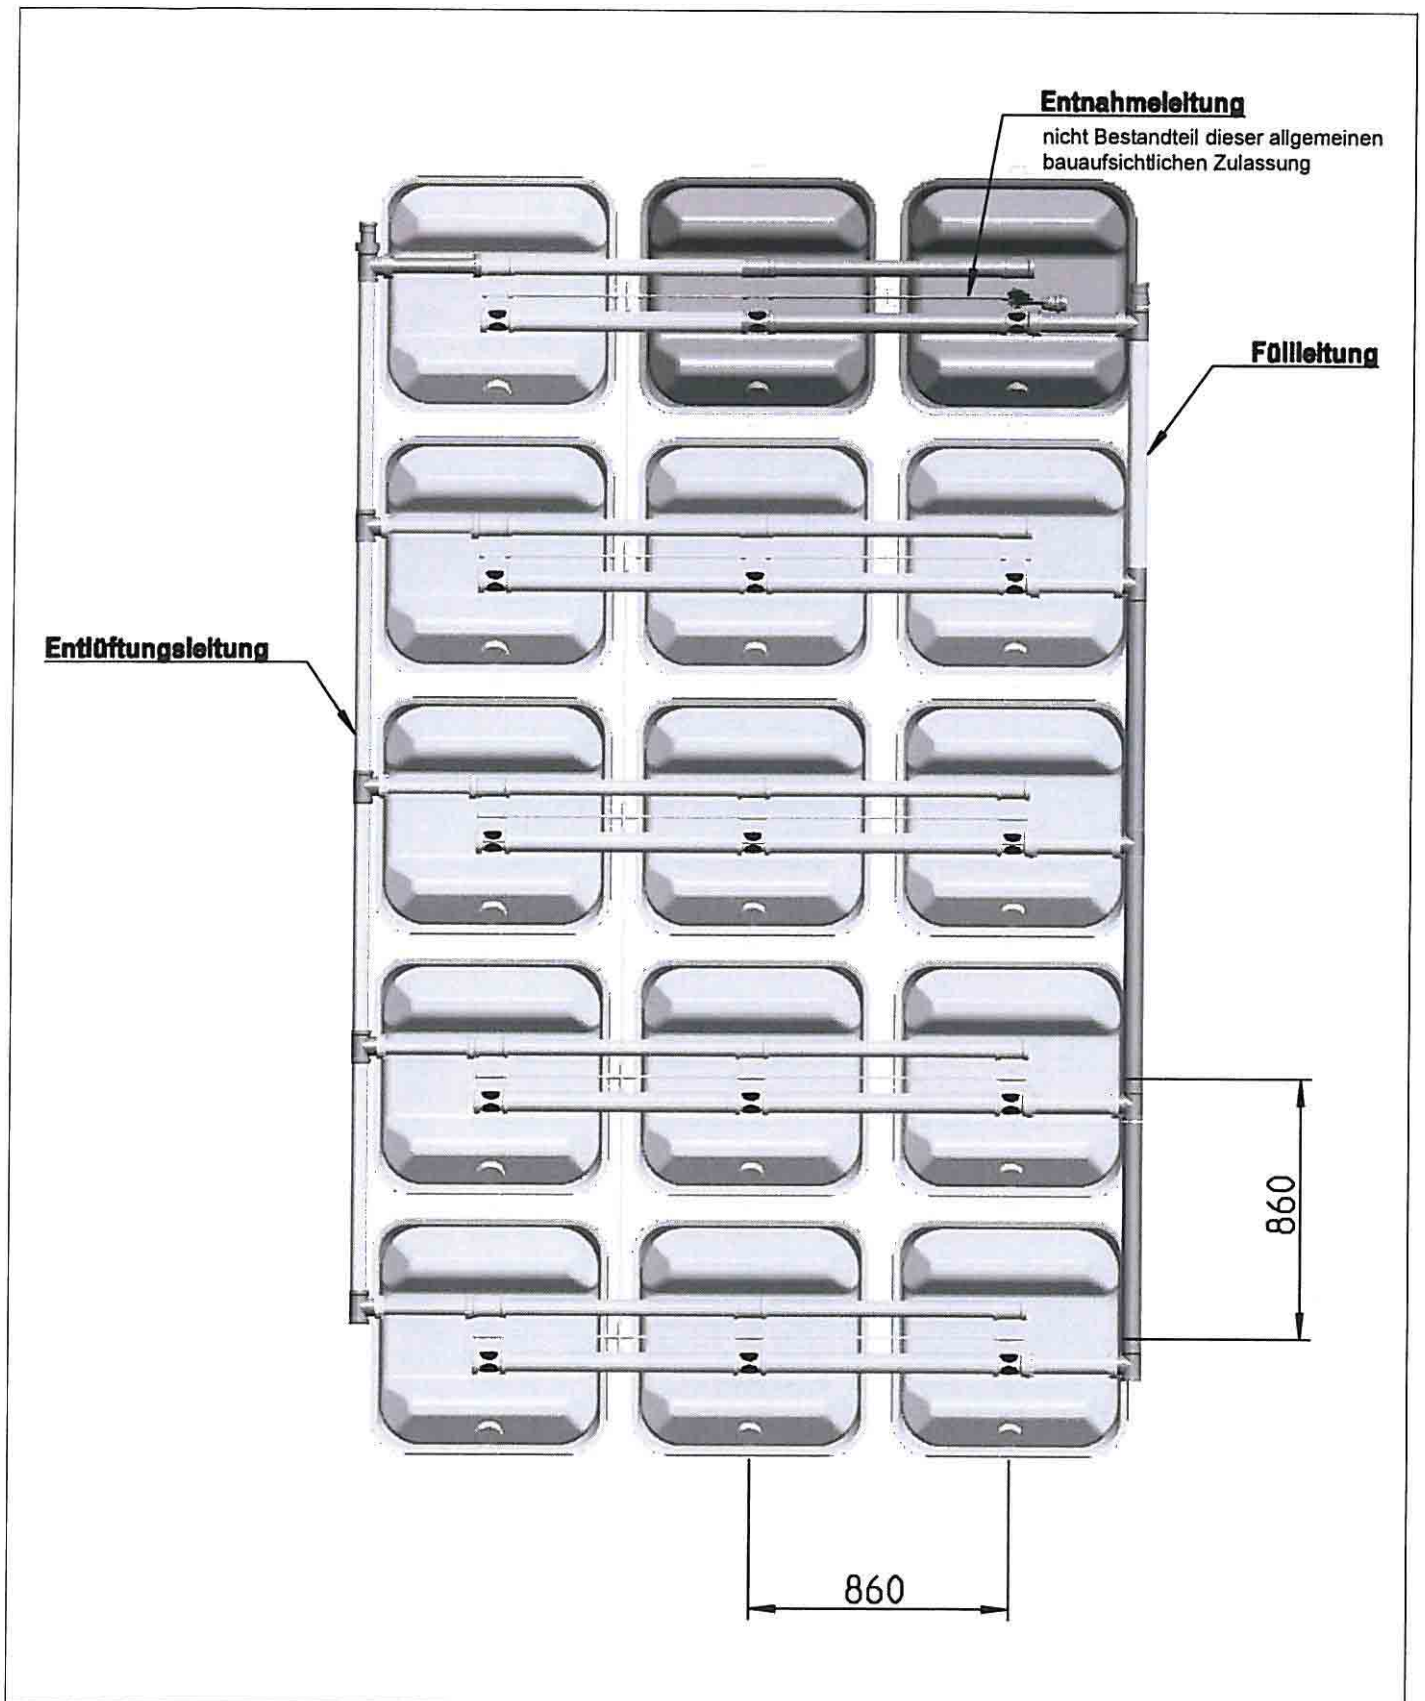 Entnahmeleitung
nicht Bestandteil dieser allgemeinen
bauaufsichtlichen Zulassung
Füllleitung
Entlüftungsleitung
860
860